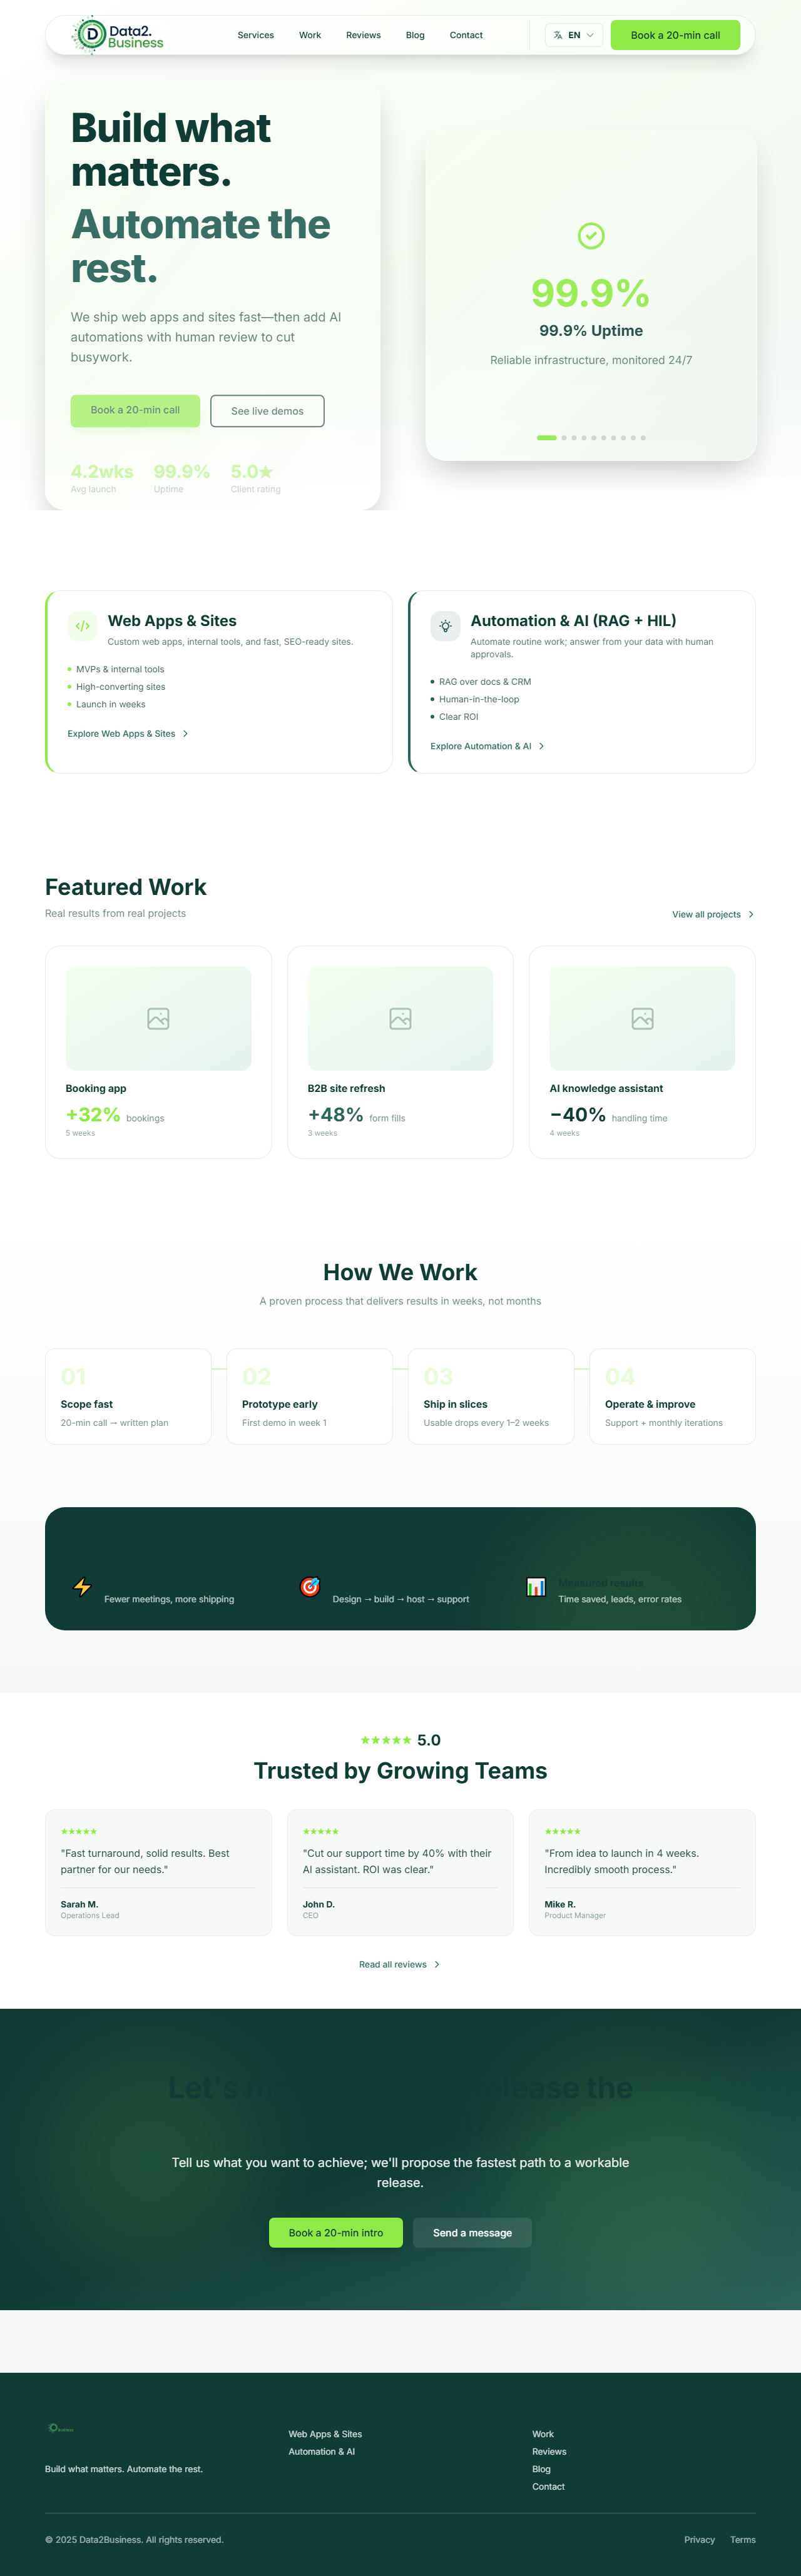 Data2.
Business
Services
Work
Reviews
Blog
Contact
EN
Book a 20-min call
Build what
matters.
Automate the
rest.
We ship web apps and sites fast—then add AI
automations with human review to cut
busywork.
Book a 20-min call
See live demos
4.2wks
Avg launch
99.9%
Uptime
5.0★
Client rating
99.9%
99.9% Uptime
Reliable infrastructure, monitored 24/7
Web Apps & Sites
Custom web apps, internal tools, and fast, SEO-ready sites.
MVPs & internal tools
High-converting sites
Launch in weeks
Explore Web Apps & Sites
Automation & AI (RAG + HIL)
Automate routine work; answer from your data with human
approvals.
RAG over docs & CRM
Human-in-the-loop
Clear ROI
Explore Automation & AI
Featured Work
Real results from real projects
View all projects
Booking app
+32% bookings
5 weeks
B2B site refresh
+48% form fills
3 weeks
AI knowledge assistant
−40% handling time
4 weeks
How We Work
A proven process that delivers results in weeks, not months
01
Scope fast
20-min call → written plan
02
Prototype early
First demo in week 1
03
Ship in slices
Usable drops every 1–2 weeks
04
Operate & improve
Support + monthly iterations
Fewer meetings, more shipping
Design → build → host → support
Measured results
Time saved, leads, error rates
★★★★★ 5.0
Trusted by Growing Teams
★★★★★
"Fast turnaround, solid results. Best
partner for our needs."
Sarah M.
Operations Lead
★★★★★
"Cut our support time by 40% with their
AI assistant. ROI was clear."
John D.
CEO
★★★★★
"From idea to launch in 4 weeks.
Incredibly smooth process."
Mike R.
Product Manager
Read all reviews
Let's the
Tell us what you want to achieve; we'll propose the fastest path to a workable
release.
Book a 20-min intro
Send a message
Business
Build what matters. Automate the rest.
Web Apps & Sites
Automation & AI
Work
Reviews
Blog
Contact
© 2025 Data2Business. All rights reserved.
Privacy
Terms